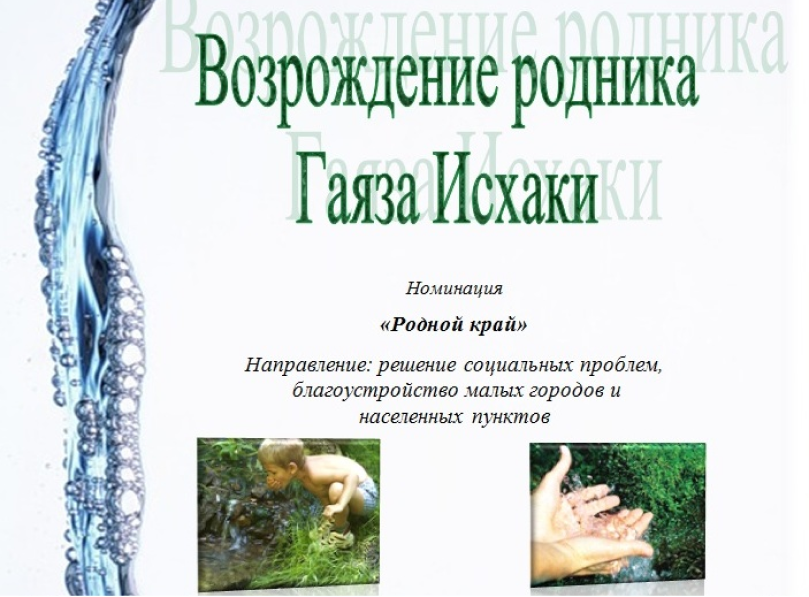 Возрождение родника
Гаяза Исхаки
Номинация
«Родной край»
Направление: решение социальных проблем,
благоустройство малых городов и
населенных пунктов